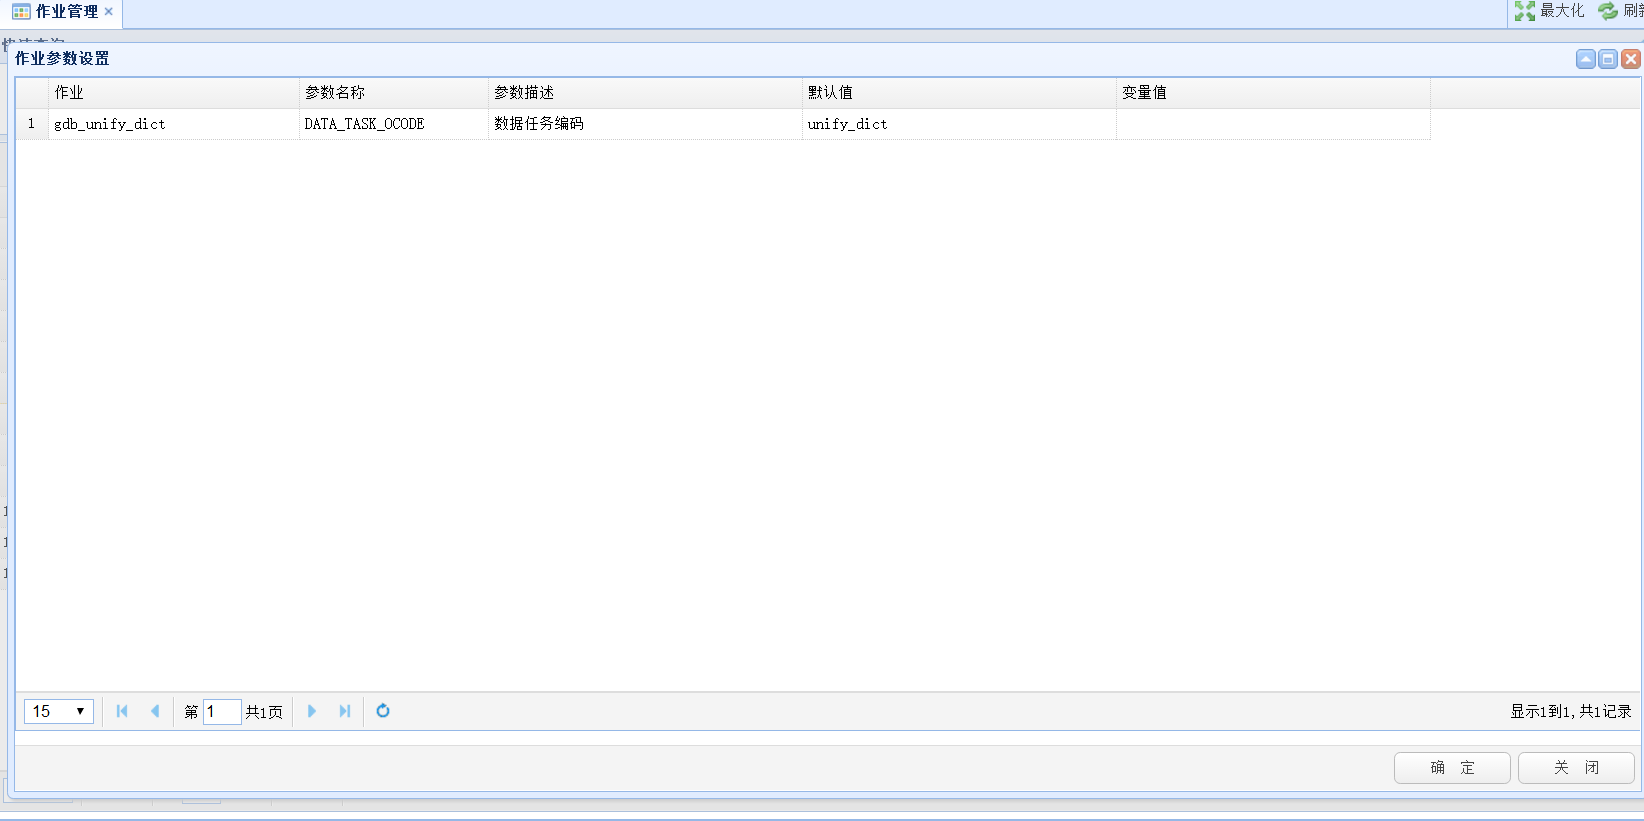 作业管理
最大化
刷新
作业参数设置
作业 参数名称 参数描述 默认值 变量值
1 gdb_unify_dict DATA_TASK_OCODE 数据任务编码 unify_dict
15 第 1 共1页 显示1到1,共1记录
确 定 关 闭